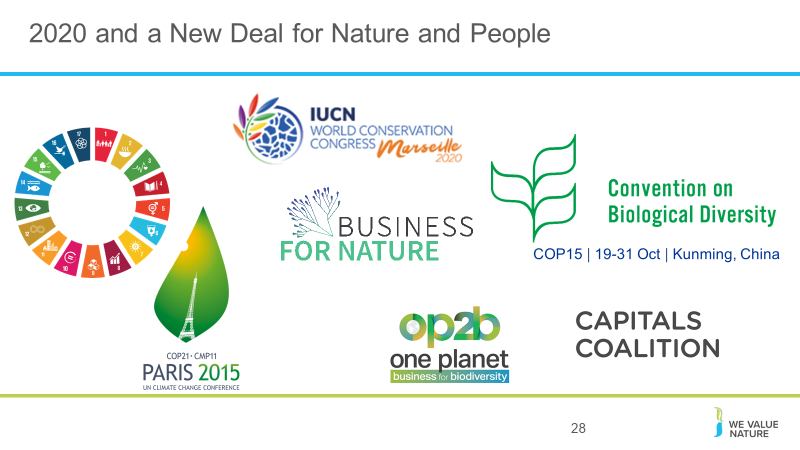 2020 and a New Deal for Nature and People
IUCN
WORLD CONSERVATION
CONGRESS Marseille
2020
Convention on
Biological Diversity
COP15 | 19-31 Oct | Kunming, China
BUSINESS
FOR NATURE
COP21 · CMP11
PARIS 2015
UN CLIMATE CHANGE CONFERENCE
op2b
one planet
business for biodiversity
CAPITALS
COALITION
28
WE VALUE
NATURE